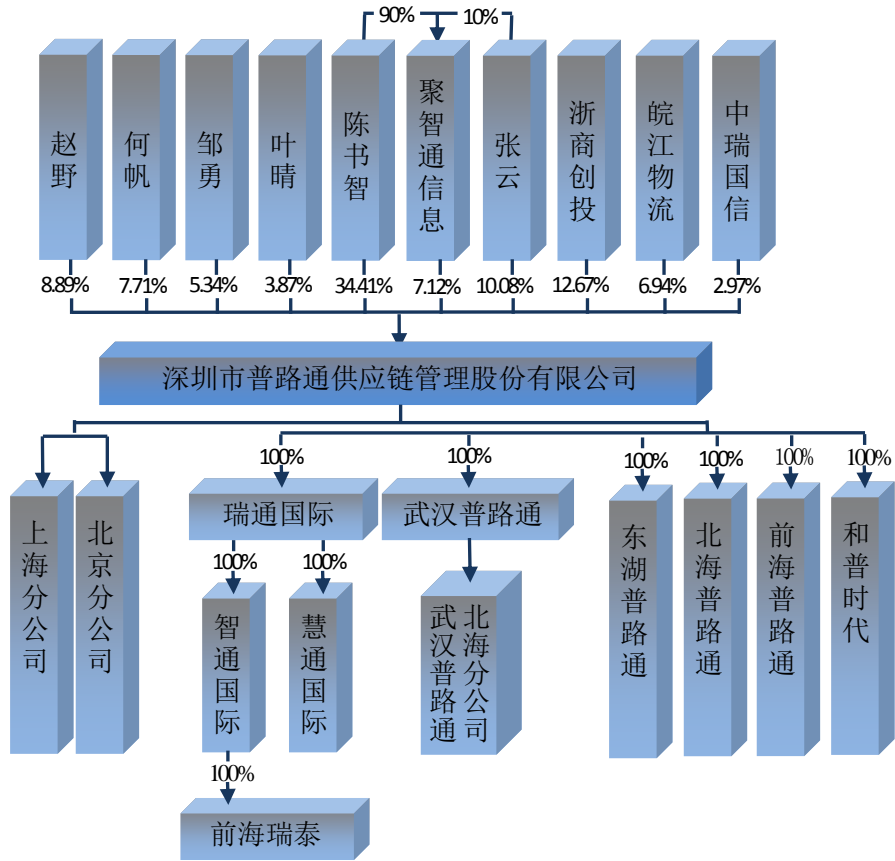 90%
10%
赵野
何帆
邹勇
叶晴
陈书智
聚智通信息
张云
浙商创投
皖江物流
中瑞国信
8.89%
7.71%
5.34%
3.87%
34.41%
7.12%
10.08%
12.67%
6.94%
2.97%
深圳市普路通供应链管理股份有限公司
100%
100%
100%
100%
100%
100%
上海分公司
北京分公司
瑞通国际
武汉普路通
东湖普路通
北海普路通
前海普路通
和普时代
100%
100%
智通国际
慧通国际
武汉普路通
北海分公司
100%
前海瑞泰